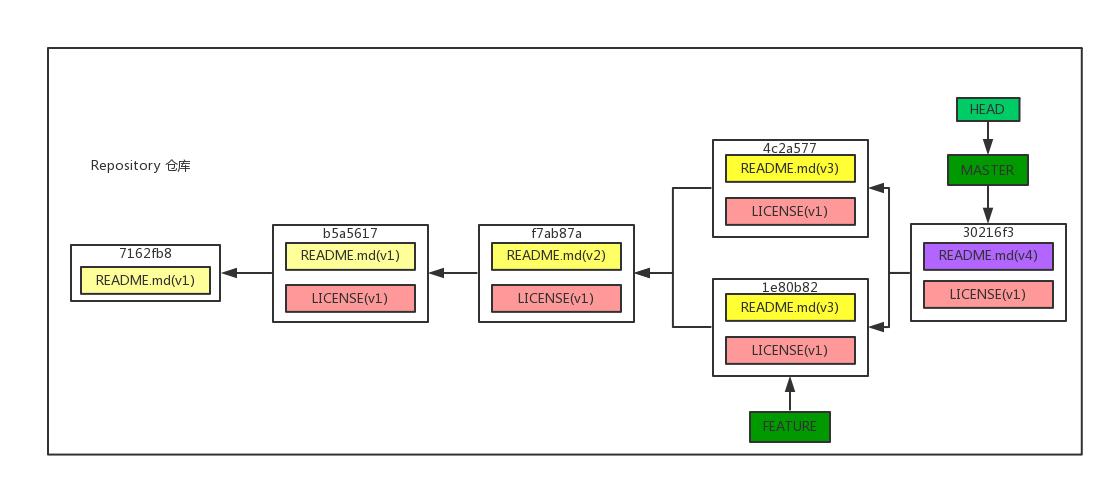 Repository 仓库
7162fb8
README.md(v1)
b5a5617
README.md(v1)
LICENSE(v1)
f7ab87a
README.md(v2)
LICENSE(v1)
4c2a577
README.md(v3)
LICENSE(v1)
1e80b82
README.md(v3)
LICENSE(v1)
FEATURE
HEAD
MASTER
30216f3
README.md(v4)
LICENSE(v1)